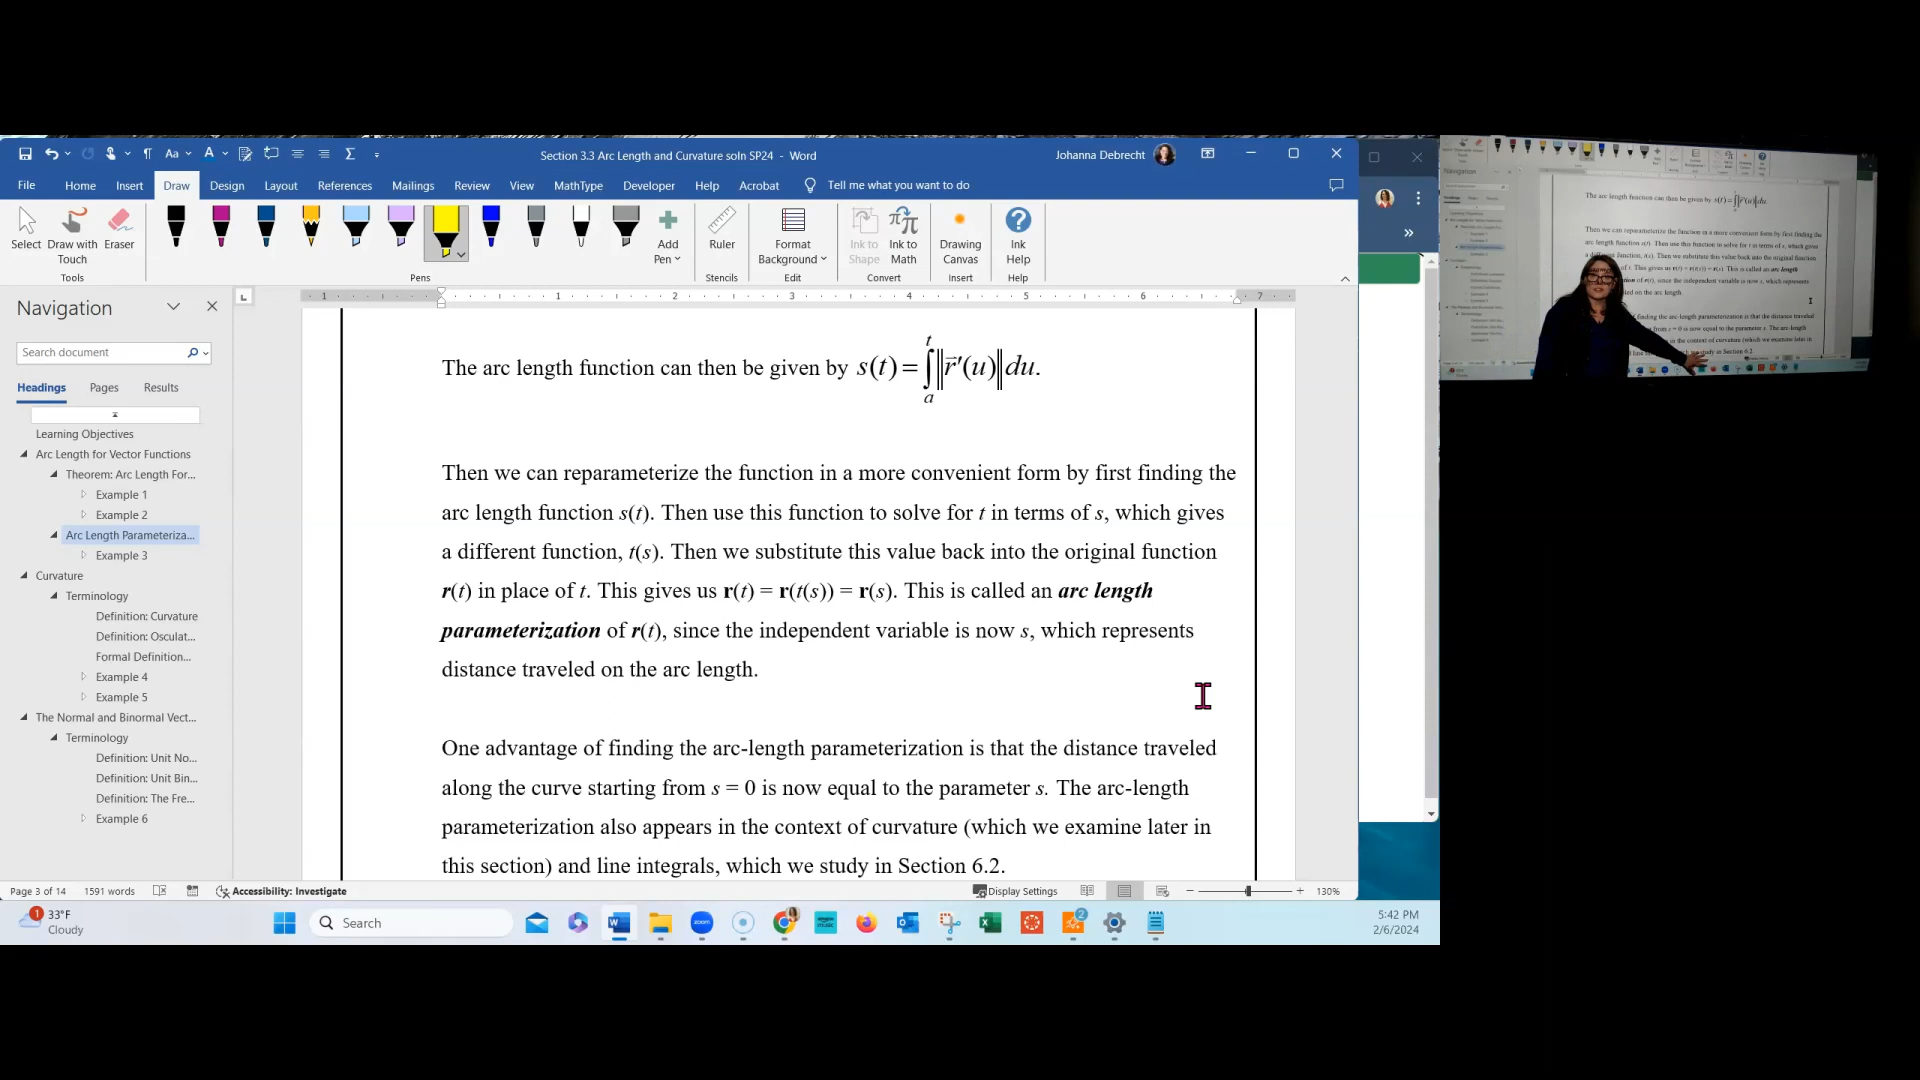 Section 3.3 Arc Length and Curvature soln SP24 - Word
Johanna Debrecht
File Home Insert Draw Design Layout References Mailings Review View MathType Developer Help Acrobat Tell me what you want to do
Select Draw with Touch Eraser
Add Pen
Ruler
Format Background
Ink to Shape
Ink to Math
Drawing Canvas
Ink Help
Tools Pens Stencils Edit Convert Insert Help
Navigation
Search document
Headings Pages Results
Learning Objectives
Arc Length for Vector Functions
Theorem: Arc Length For...
Example 1
Example 2
Arc Length Parameteriza...
Example 3
Curvature
Terminology
Definition: Curvature
Definition: Osculat...
Formal Definition...
Example 4
Example 5
The Normal and Binormal Vect...
Terminology
Definition: Unit No...
Definition: Unit Bin...
Definition: The Fre...
Example 6
1 1 2 3 4 5 6 7
The arc length function can then be given by s(t) = ∫ₐᵗ ‖r⃗′(u)‖ du.
Then we can reparameterize the function in a more convenient form by first finding the
arc length function s(t). Then use this function to solve for t in terms of s, which gives
a different function, t(s). Then we substitute this value back into the original function
r(t) in place of t. This gives us r(t) = r(t(s)) = r(s). This is called an arc length
parameterization of r(t), since the independent variable is now s, which represents
distance traveled on the arc length.
One advantage of finding the arc-length parameterization is that the distance traveled
along the curve starting from s = 0 is now equal to the parameter s. The arc-length
parameterization also appears in the context of curvature (which we examine later in
this section) and line integrals, which we study in Section 6.2.
Page 3 of 14 1591 words Accessibility: Investigate Display Settings 130%
1 33°F
Cloudy
Search
2
5:42 PM
2/6/2024